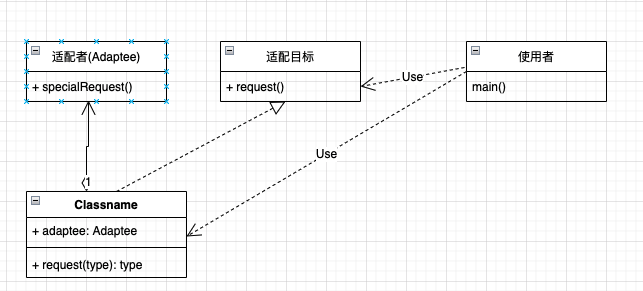 适配者(Adaptee)
+ specialRequest()
适配目标
+ request()
使用者
main()
Use
Use
1
Classname
+ adaptee: Adaptee
+ request(type): type